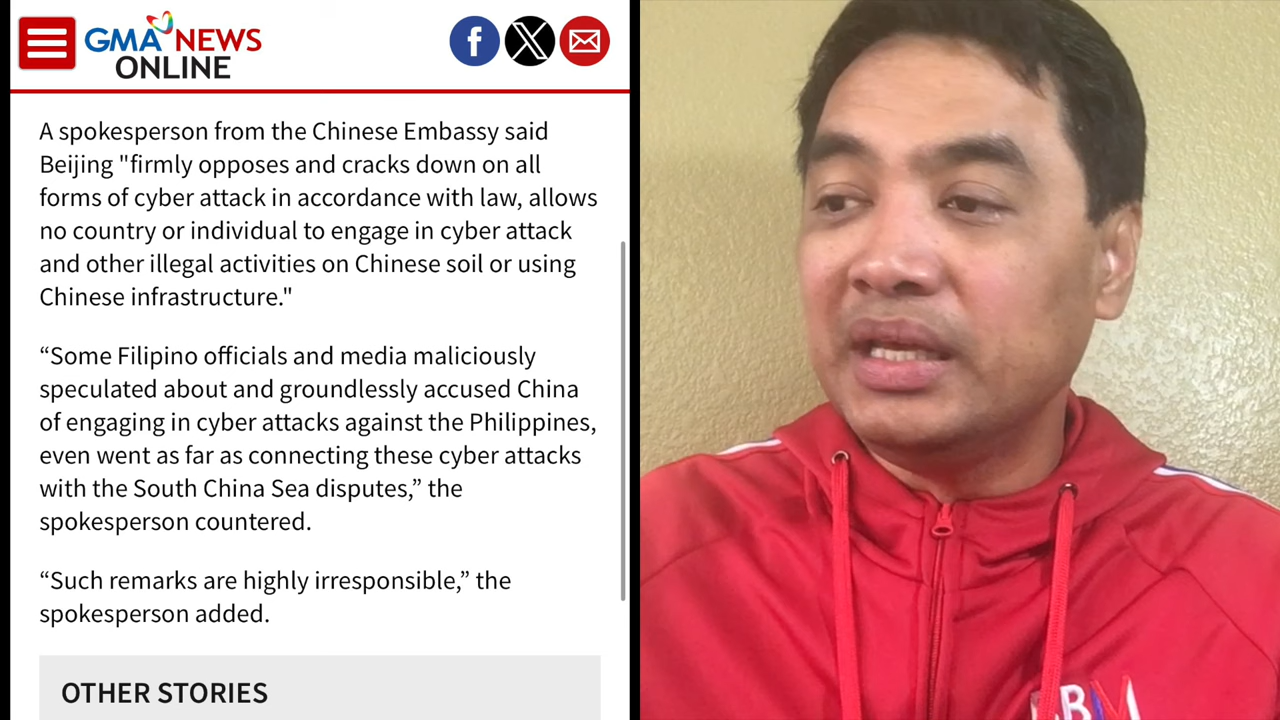 GMA NEWS
ONLINE
A spokesperson from the Chinese Embassy said
Beijing "firmly opposes and cracks down on all
forms of cyber attack in accordance with law, allows
no country or individual to engage in cyber attack
and other illegal activities on Chinese soil or using
Chinese infrastructure."
“Some Filipino officials and media maliciously
speculated about and groundlessly accused China
of engaging in cyber attacks against the Philippines,
even went as far as connecting these cyber attacks
with the South China Sea disputes,” the
spokesperson countered.
“Such remarks are highly irresponsible,” the
spokesperson added.
OTHER STORIES
BBM